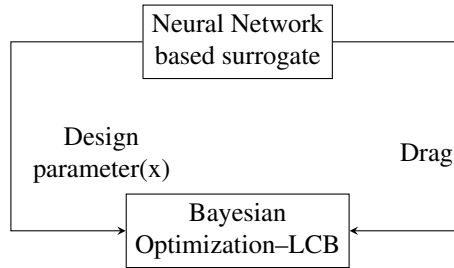 Neural Network
based surrogate
Design
parameter(x)
Drag
Bayesian
Optimization–LCB